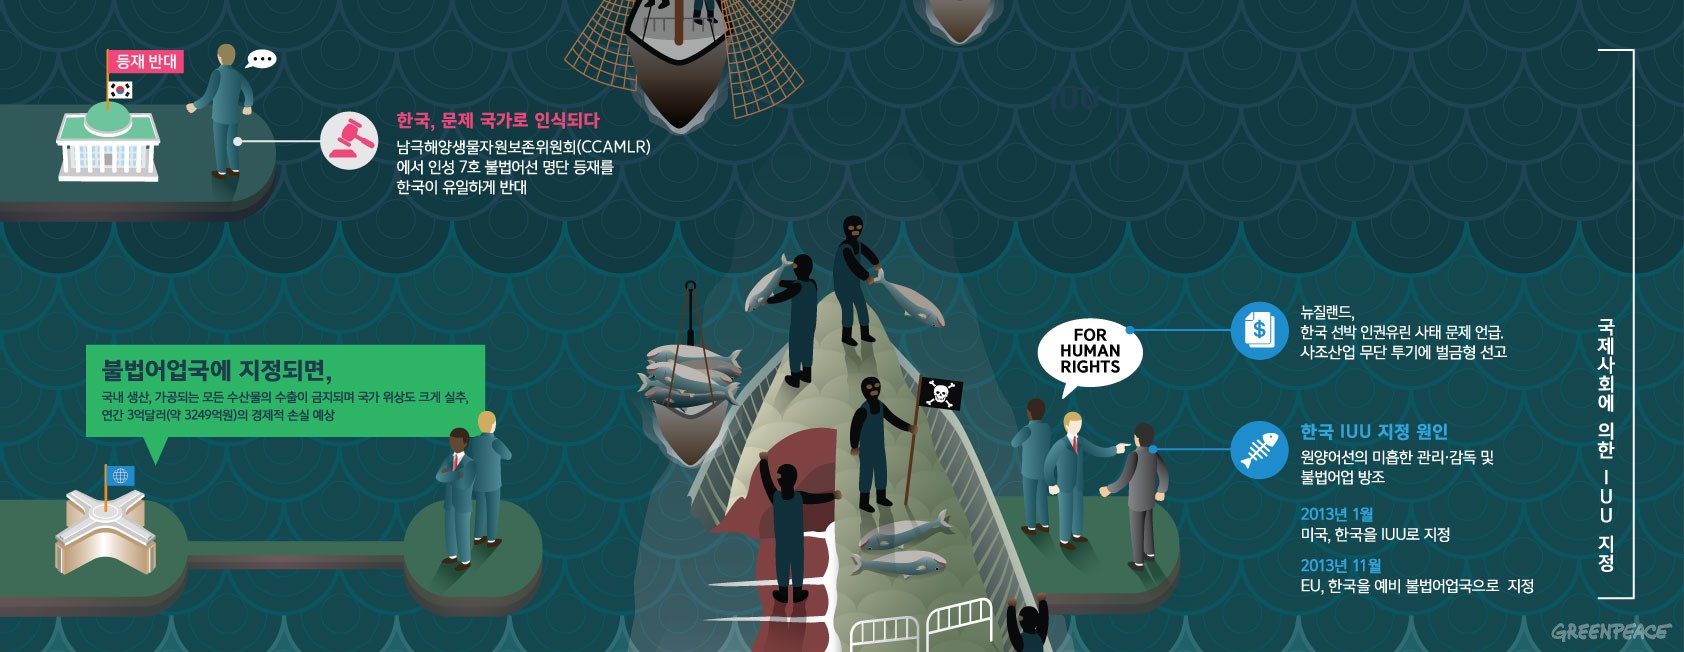 등재 반대
한국, 문제 국가로 인식되다
남극해양생물자원보존위원회(CCAMLR)
에서 인성 7호 불법어선 명단 등재를
한국이 유일하게 반대
불법어업국에 지정되면,
국내 생산, 가공되는 모든 수산물의 수출이 금지되며 국가 위상도 크게 실추,
연간 3억달러(약 3249억원)의 경제적 손실 예상
FOR
HUMAN
RIGHTS
뉴질랜드,
한국 선박 인권유린 사태 문제 언급.
사조산업 무단 투기에 벌금형 선고
한국 IUU 지정 원인
원양어선의 미흡한 관리·감독 및
불법어업 방조
2013년 1월
미국, 한국을 IUU로 지정
2013년 11월
EU, 한국을 예비 불법어업국으로 지정
국제사회에 의한 IUU 지정
GREENPEACE